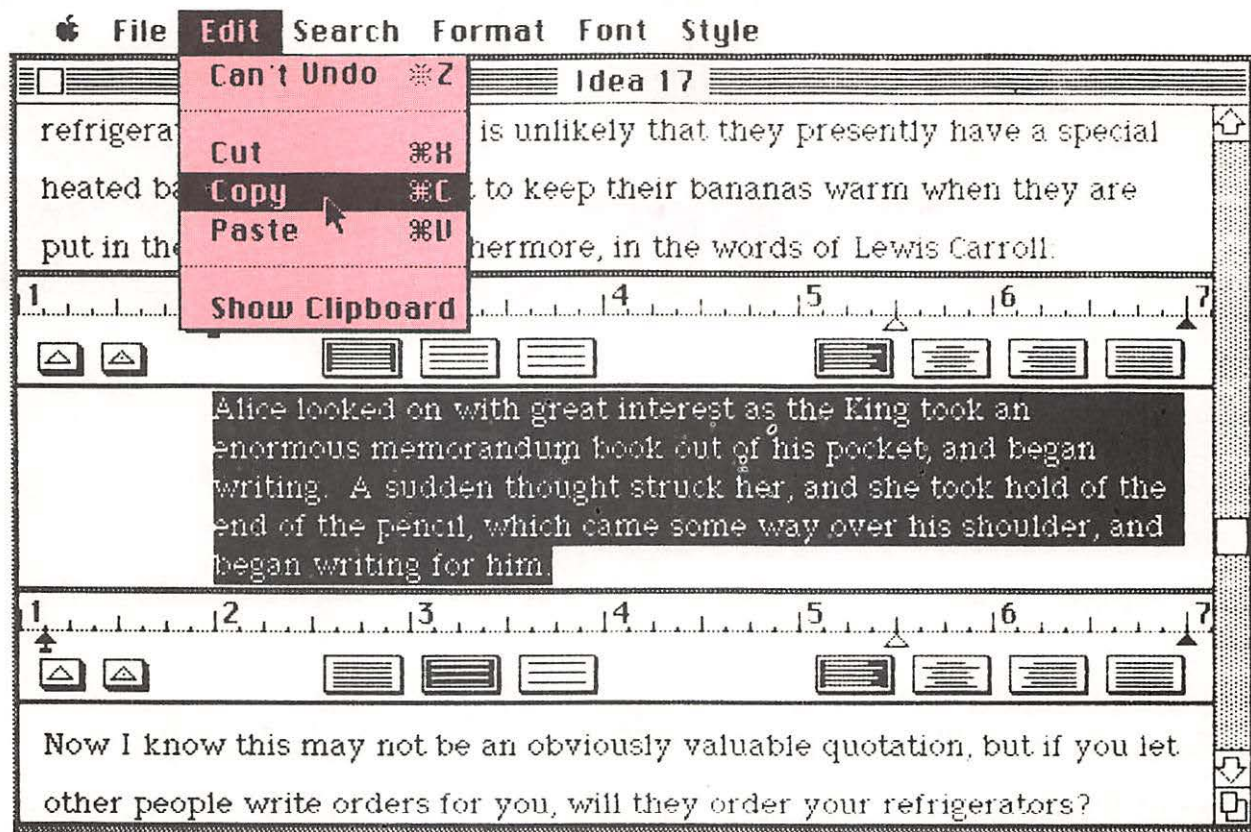 File Edit Search Format Font Style
Can't Undo ⌘Z
Idea 17
Cut ⌘X
Copy ⌘C
Paste ⌘V
Show Clipboard
refrigera is unlikely that they presently have a special
heated ba to keep their bananas warm when they are
put in the hermore, in the words of Lewis Carroll:
1 4 5 6 7
Alice looked on with great interest as the King took an
enormous memorandum book out of his pocket, and began
writing. A sudden thought struck her, and she took hold of the
end of the pencil, which came some way over his shoulder, and
began writing for him.
1 2 3 4 5 6 7
Now I know this may not be an obviously valuable quotation, but if you let
other people write orders for you, will they order your refrigerators?